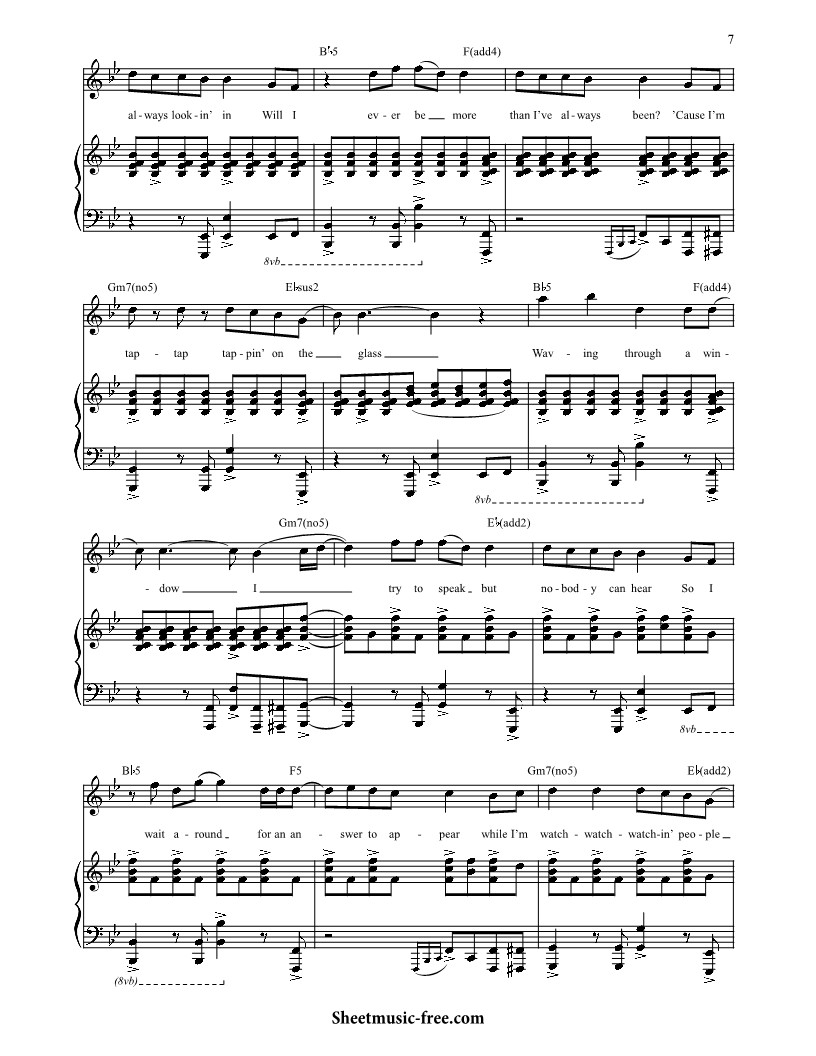 7
B♭5 F(add4)
al - ways look - in' in Will I ev - er be more than I've al - ways been? 'Cause I'm
8vb
Gm7(no5) E♭sus2 B♭5 F(add4)
tap - tap tap - pin' on the glass Wav - ing through a win -
8vb
Gm7(no5) E♭(add2)
- dow I try to speak but no - bod - y can hear So I
8vb
B♭5 F5 Gm7(no5) E♭(add2)
wait a - round for an an - swer to ap - pear while I'm watch - watch - watch-in' peo - ple
(8vb)
Sheetmusic-free.com